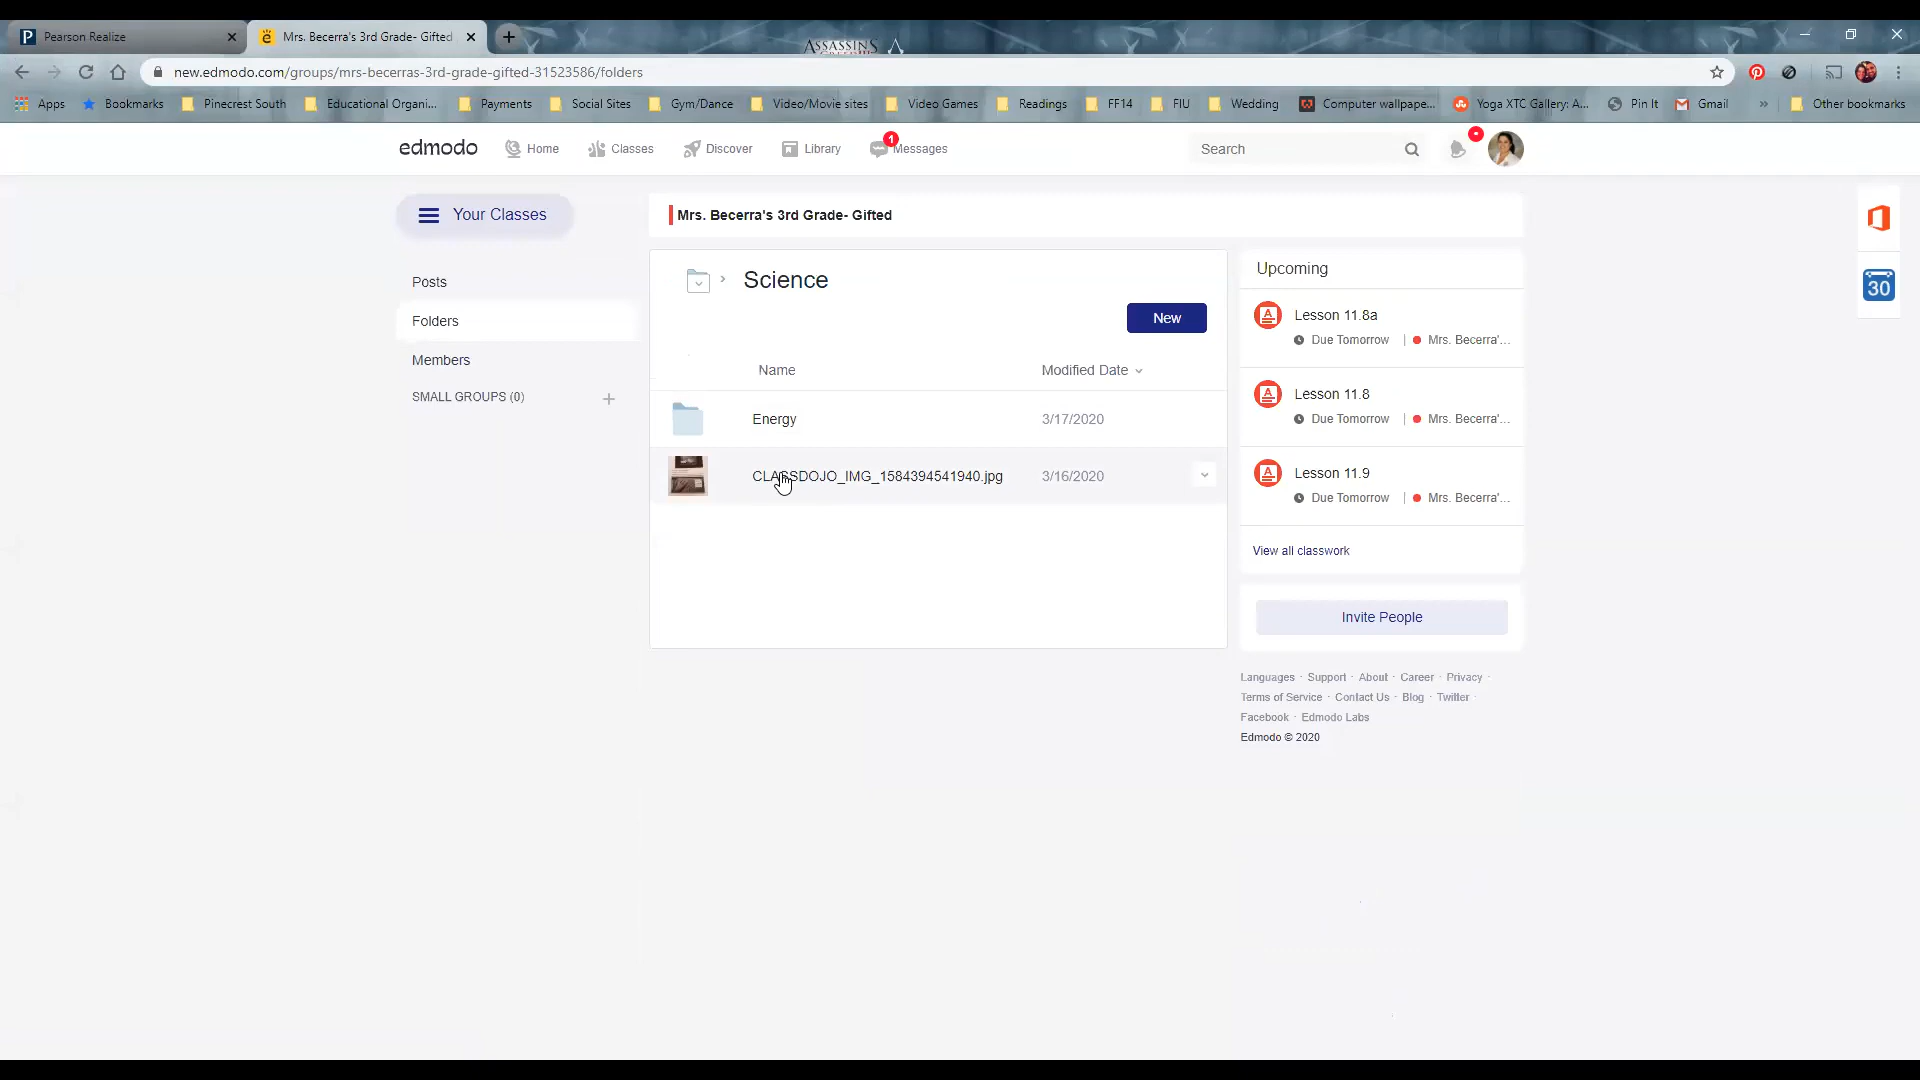 Pearson Realize
Mrs. Becerra's 3rd Grade- Gifted
ASSASSINS
new.edmodo.com/groups/mrs-becerras-3rd-grade-gifted-31523586/folders
Apps Bookmarks Pinecrest South Educational Organi... Payments Social Sites Gym/Dance Video/Movie sites Video Games Readings FF14 FIU Wedding Computer wallpape... Yoga XTC Gallery: A... Pin It Gmail » Other bookmarks
edmodo Home Classes Discover Library 1 Messages Search
Your Classes
Mrs. Becerra's 3rd Grade- Gifted
Posts
Folders
Members
SMALL GROUPS (0)
Science
New
Name Modified Date
Energy 3/17/2020
CLASSDOJO_IMG_1584394541940.jpg 3/16/2020
Upcoming
Lesson 11.8a
Due Tomorrow | Mrs. Becerra'...
Lesson 11.8
Due Tomorrow | Mrs. Becerra'...
Lesson 11.9
Due Tomorrow | Mrs. Becerra'...
View all classwork
Invite People
Languages · Support · About · Career · Privacy ·
Terms of Service · Contact Us · Blog · Twitter ·
Facebook · Edmodo Labs
Edmodo © 2020
30